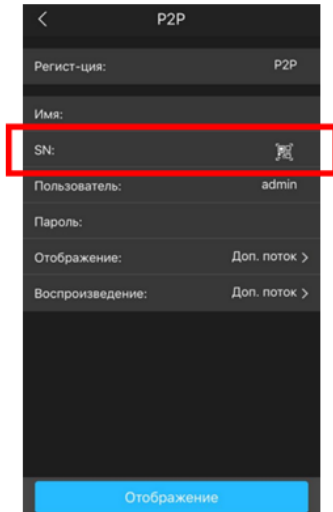 P2P
Регист-ция: P2P
Имя:
SN:
Пользователь: admin
Пароль:
Отображение: Доп. поток >
Воспроизведение: Доп. поток >
Отображение